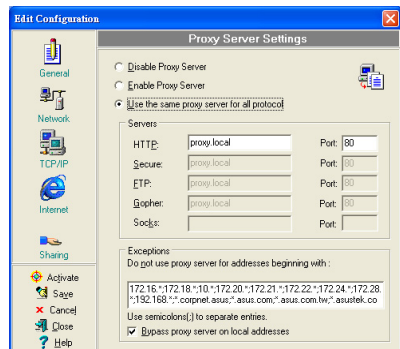 Edit Configuration
General
Network
TCP/IP
Internet
Sharing
Activate
Save
Cancel
Close
Help
Proxy Server Settings
Disable Proxy Server
Enable Proxy Server
Use the same proxy server for all protocol
Servers
HTTP: proxy.local Port: 80
Secure: proxy.local Port: 80
FTP: proxy.local Port: 80
Gopher: proxy.local Port: 80
Socks: Port:
Exceptions
Do not use proxy server for addresses beginning with :
172.16.*;172.18.*;10.*;172.20.*;172.21.*;172.22.*;172.24.*;172.28.
*;192.168.*;*.corpnet.asus;*.asus.com;*.asus.com.tw;*.asustek.co
Use semicolons(;) to separate entries.
Bypass proxy server on local addresses